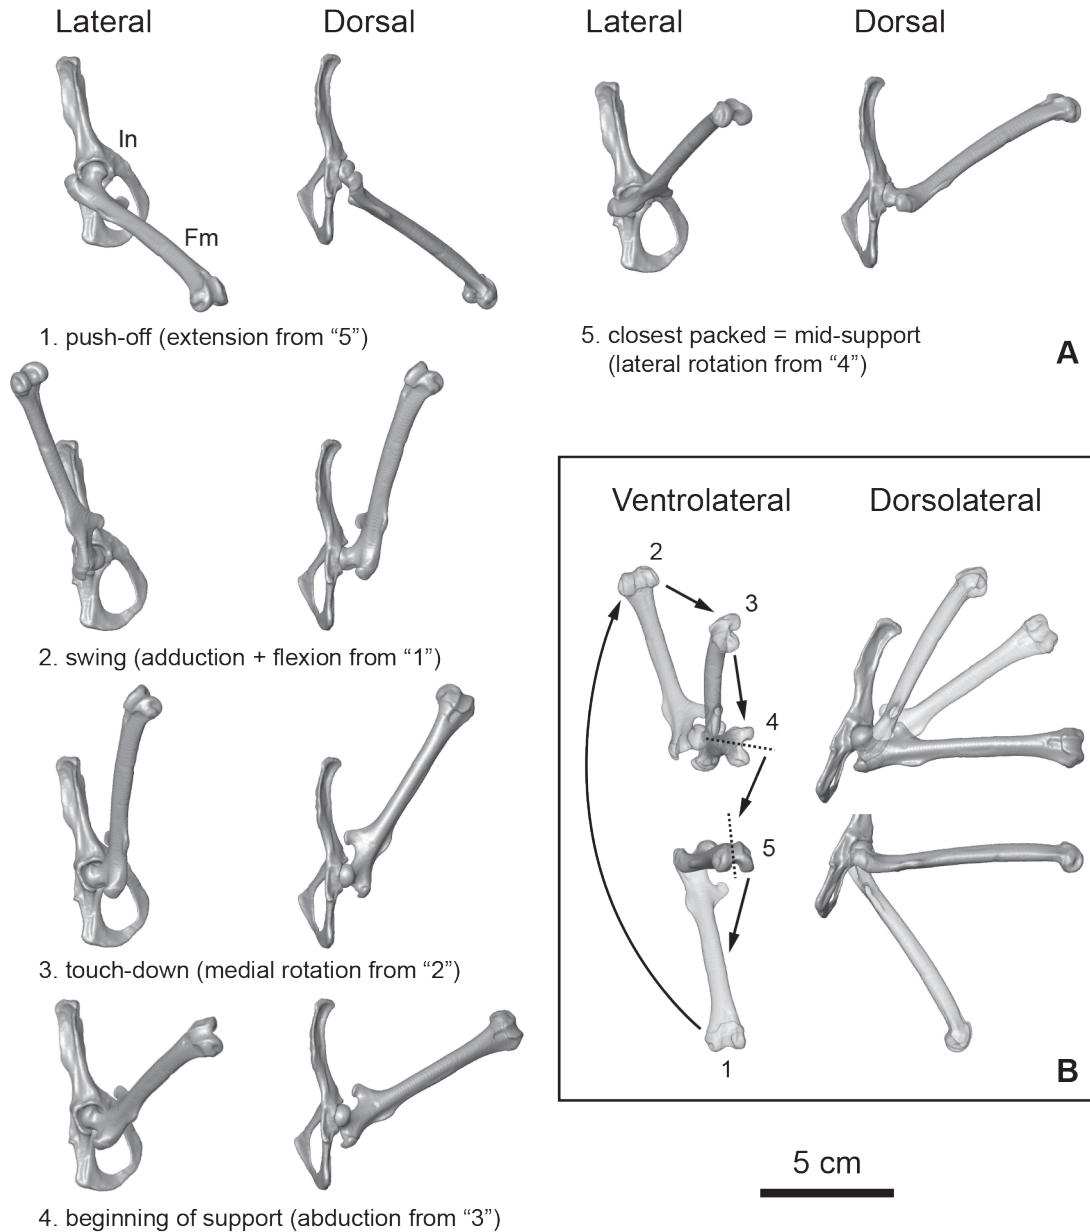 Lateral
Dorsal
In
Fm
1. push-off (extension from “5”)
2. swing (adduction + flexion from “1”)
3. touch-down (medial rotation from “2”)
4. beginning of support (abduction from “3”)
Lateral
Dorsal
5. closest packed = mid-support
(lateral rotation from “4”)
A
Ventrolateral
Dorsolateral
2
3
4
5
1
B
5 cm